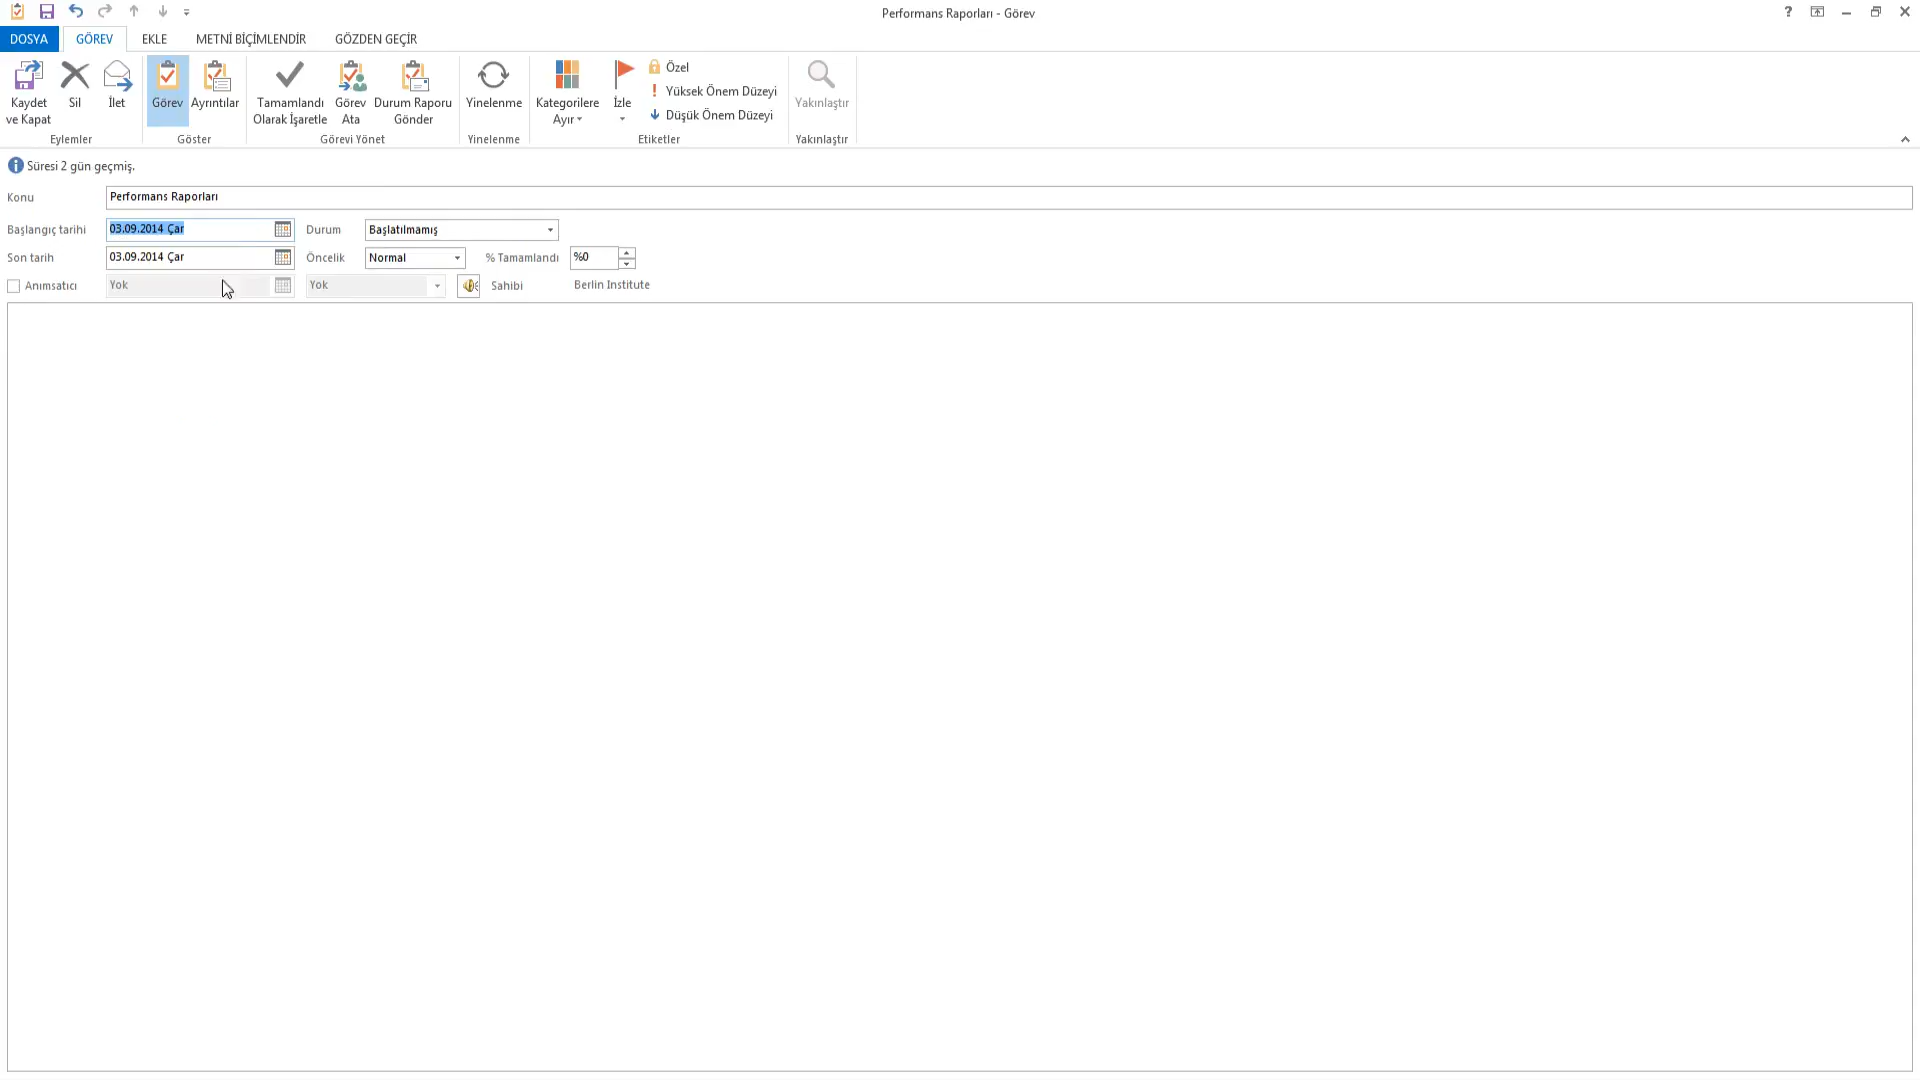 Performans Raporları - Görev
?
DOSYA GÖREV EKLE METNİ BİÇİMLENDİR GÖZDEN GEÇİR
Kaydet ve Kapat
Sil
İlet
Eylemler
Görev
Ayrıntılar
Göster
Tamamlandı Olarak İşaretle
Görev Ata
Durum Raporu Gönder
Görevi Yönet
Yinelenme
Yinelenme
Kategorilere Ayır
İzle
Özel
Yüksek Önem Düzeyi
Düşük Önem Düzeyi
Etiketler
Yakınlaştır
Yakınlaştır
Süresi 2 gün geçmiş.
Konu Performans Raporları
Başlangıç tarihi 03.09.2014 Çar Durum Başlatılmamış
Son tarih 03.09.2014 Çar Öncelik Normal % Tamamlandı %0
Anımsatıcı Yok Yok Sahibi Berlin Institute